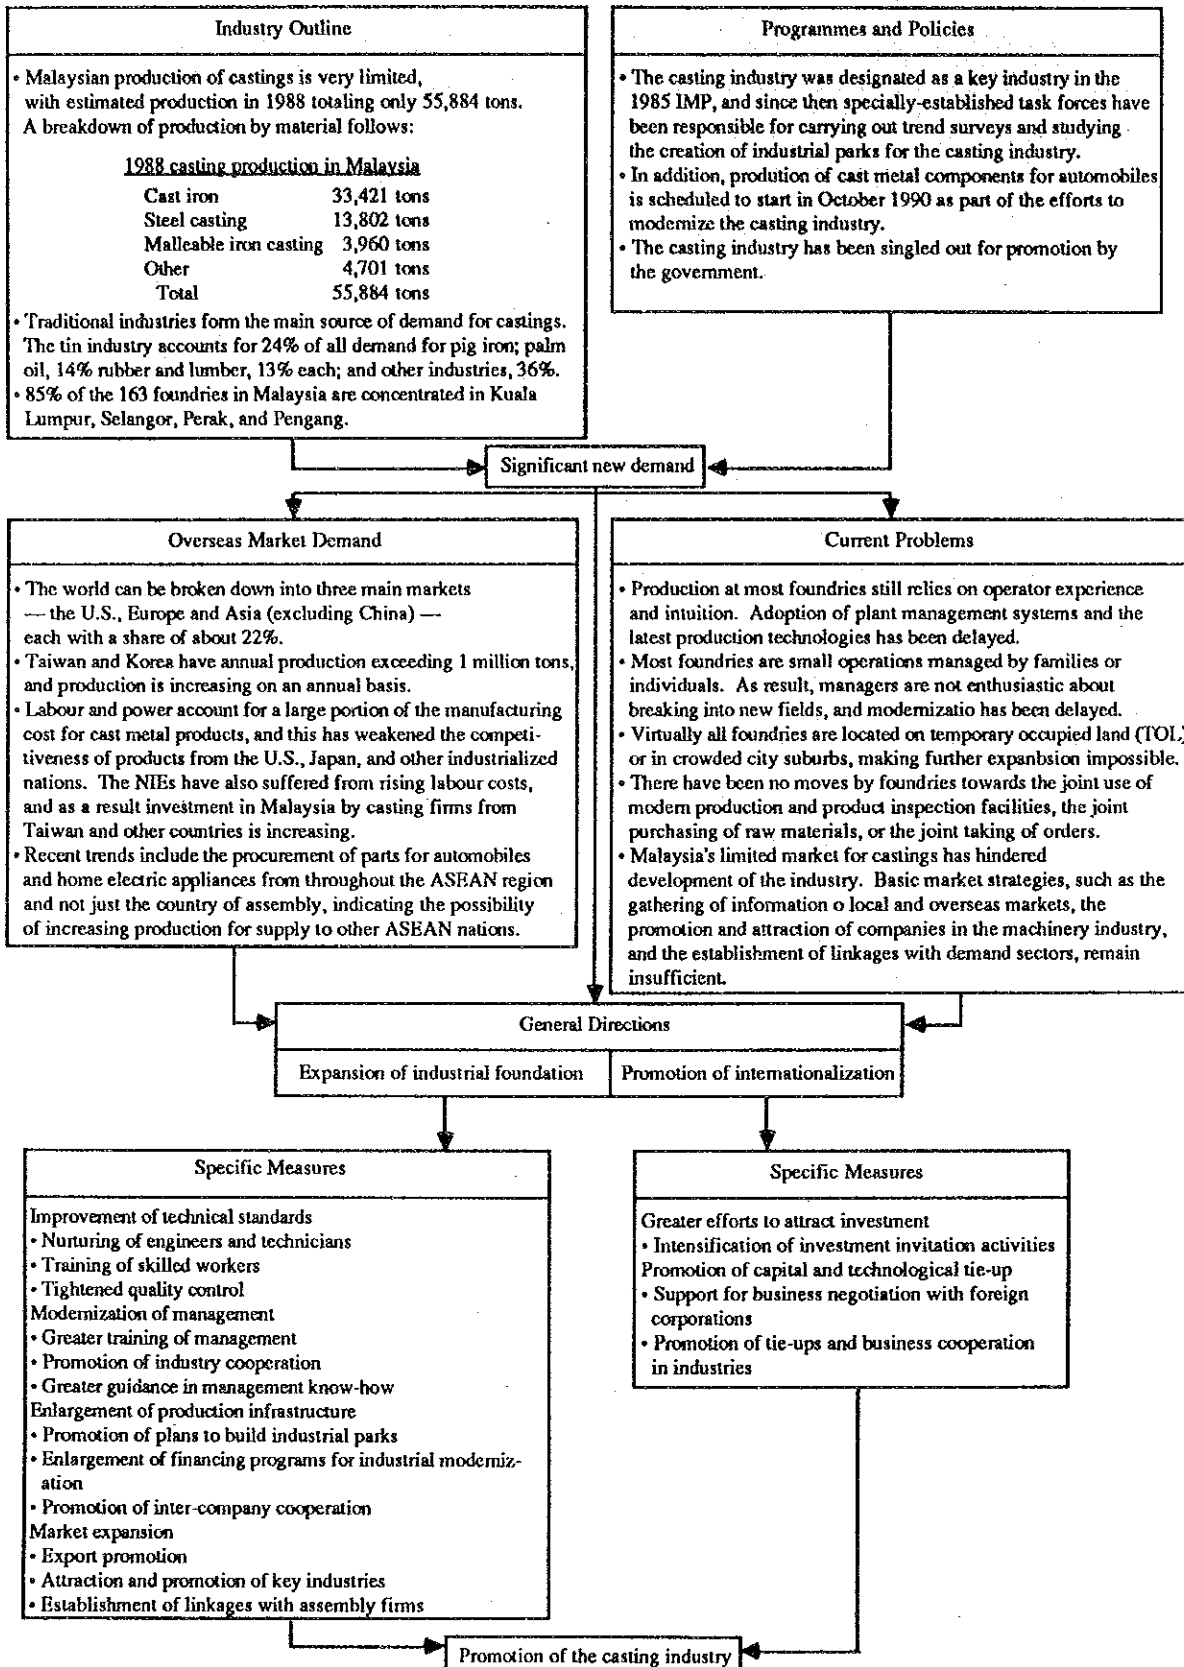 Industry Outline
• Malaysian production of castings is very limited,
with estimated production in 1988 totaling only 55,884 tons.
A breakdown of production by material follows:
1988 casting production in Malaysia
Cast iron 33,421 tons
Steel casting 13,802 tons
Malleable iron casting 3,960 tons
Other 4,701 tons
Total 55,884 tons
• Traditional industries form the main source of demand for castings.
The tin industry accounts for 24% of all demand for pig iron; palm
oil, 14% rubber and lumber, 13% each; and other industries, 36%.
• 85% of the 163 foundries in Malaysia are concentrated in Kuala
Lumpur, Selangor, Perak, and Pengang.
Programmes and Policies
• The casting industry was designated as a key industry in the
1985 IMP, and since then specially-established task forces have
been responsible for carrying out trend surveys and studying
the creation of industrial parks for the casting industry.
• In addition, prodution of cast metal components for automobiles
is scheduled to start in October 1990 as part of the efforts to
modernize the casting industry.
• The casting industry has been singled out for promotion by
the government.
Significant new demand
Overseas Market Demand
• The world can be broken down into three main markets
— the U.S., Europe and Asia (excluding China) —
each with a share of about 22%.
• Taiwan and Korea have annual production exceeding 1 million tons,
and production is increasing on an annual basis.
• Labour and power account for a large portion of the manufacturing
cost for cast metal products, and this has weakened the competi-
tiveness of products from the U.S., Japan, and other industrialized
nations. The NIEs have also suffered from rising labour costs,
and as a result investment in Malaysia by casting firms from
Taiwan and other countries is increasing.
• Recent trends include the procurement of parts for automobiles
and home electric appliances from throughout the ASEAN region
and not just the country of assembly, indicating the possibility
of increasing production for supply to other ASEAN nations.
Current Problems
• Production at most foundries still relies on operator experience
and intuition. Adoption of plant management systems and the
latest production technologies has been delayed.
• Most foundries are small operations managed by families or
individuals. As result, managers are not enthusiastic about
breaking into new fields, and modernizatio has been delayed.
• Virtually all foundries are located on temporary occupied land (TOL)
or in crowded city suburbs, making further expanbsion impossible.
• There have been no moves by foundries towards the joint use of
modern production and product inspection facilities, the joint
purchasing of raw materials, or the joint taking of orders.
• Malaysia's limited market for castings has hindered
development of the industry. Basic market strategies, such as the
gathering of information o local and overseas markets, the
promotion and attraction of companies in the machinery industry,
and the establishment of linkages with demand sectors, remain
insufficient.
General Directions
Expansion of industrial foundation
Promotion of internationalization
Specific Measures
Improvement of technical standards
• Nurturing of engineers and technicians
• Training of skilled workers
• Tightened quality control
Modernization of management
• Greater training of management
• Promotion of industry cooperation
• Greater guidance in management know-how
Enlargement of production infrastructure
• Promotion of plans to build industrial parks
• Enlargement of financing programs for industrial moderniz-
ation
• Promotion of inter-company cooperation
Market expansion
• Export promotion
• Attraction and promotion of key industries
• Establishment of linkages with assembly firms
Specific Measures
Greater efforts to attract investment
• Intensification of investment invitation activities
Promotion of capital and technological tie-up
• Support for business negotiation with foreign
corporations
• Promotion of tie-ups and business cooperation
in industries
Promotion of the casting industry